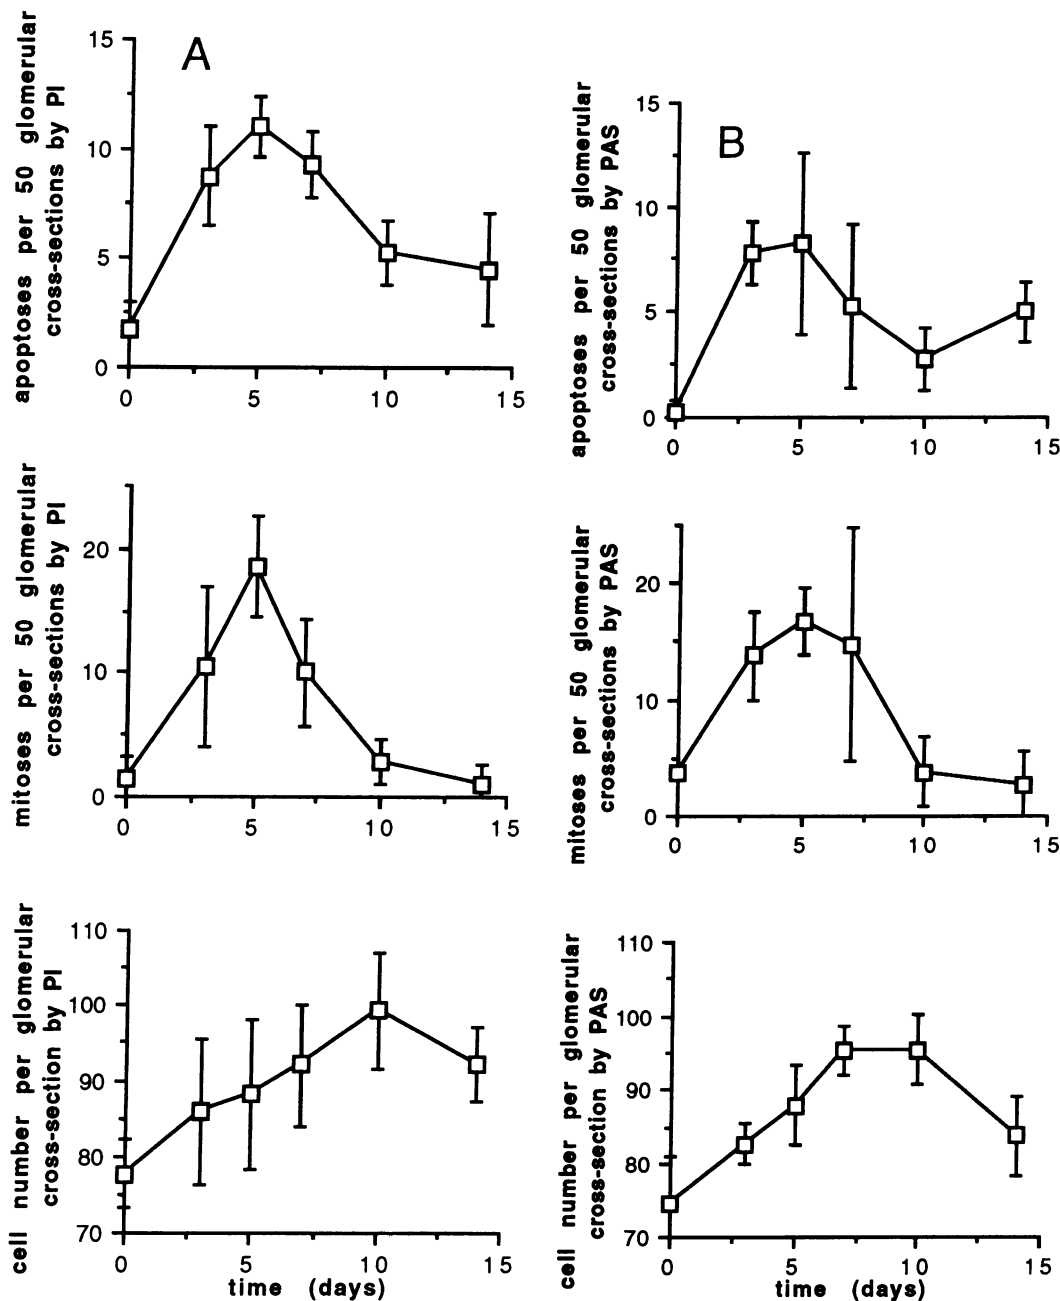 A
apoptoses per 50 glomerular
cross-sections by PI
15
10
5
0
0 5 10 15
B
apoptoses per 50 glomerular
cross-sections by PAS
15
10
5
0
0 5 10 15
mitoses per 50 glomerular
cross-sections by PI
20
10
0
0 5 10 15
mitoses per 50 glomerular
cross-sections by PAS
20
10
0
0 5 10 15
cell number per glomerular
cross-section by PI
110
100
90
80
70
0 5 10 15
time (days)
cell number per glomerular
cross-section by PAS
110
100
90
80
70
0 5 10 15
time (days)